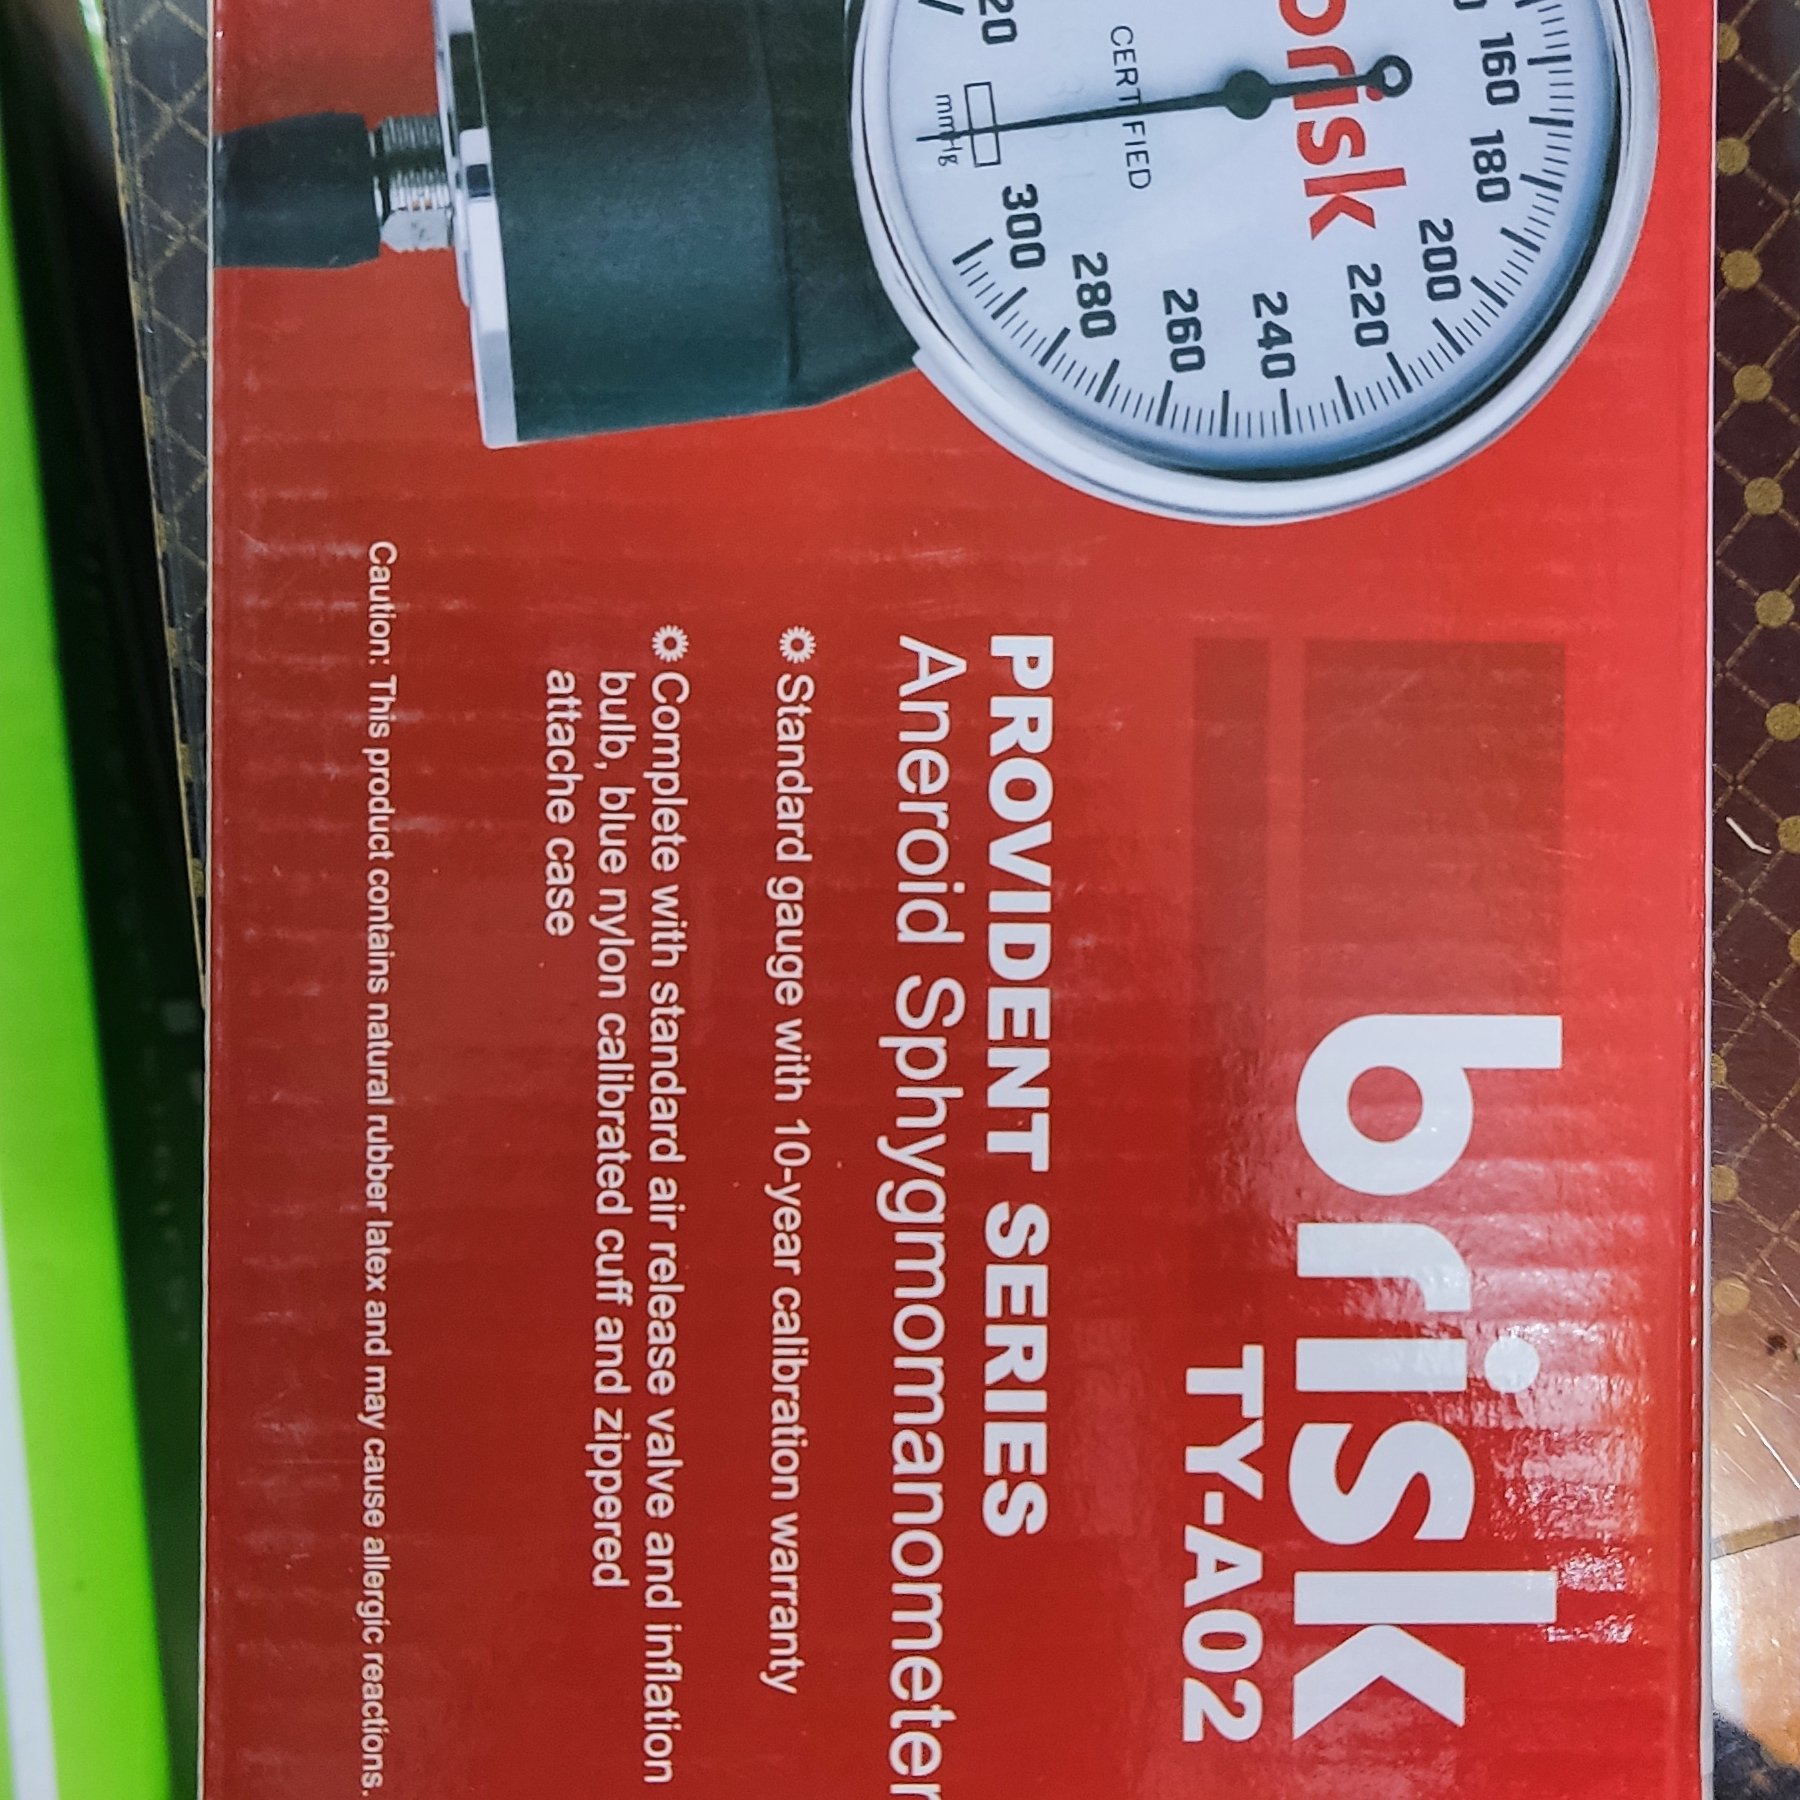 brisk
TY-A02
PROVIDENT SERIES
Aneroid Sphygmomanometer
Standard gauge with 10-year calibration warranty
Complete with standard air release valve and inflation
bulb, blue nylon calibrated cuff and zippered
attache case
Caution: This product contains natural rubber latex and may cause allergic reactions.
brisk
CERTIFIED
mmHg
20
160
180
200
220
240
260
280
300